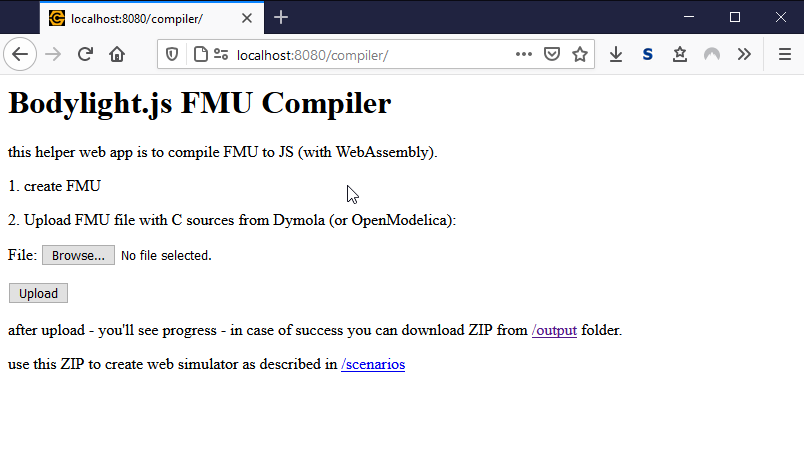 localhost:8080/compiler/
localhost:8080/compiler/
S
Bodylight.js FMU Compiler
this helper web app is to compile FMU to JS (with WebAssembly).
1. create FMU
2. Upload FMU file with C sources from Dymola (or OpenModelica):
File: Browse... No file selected.
Upload
after upload - you'll see progress - in case of success you can download ZIP from /output folder.
use this ZIP to create web simulator as described in /scenarios